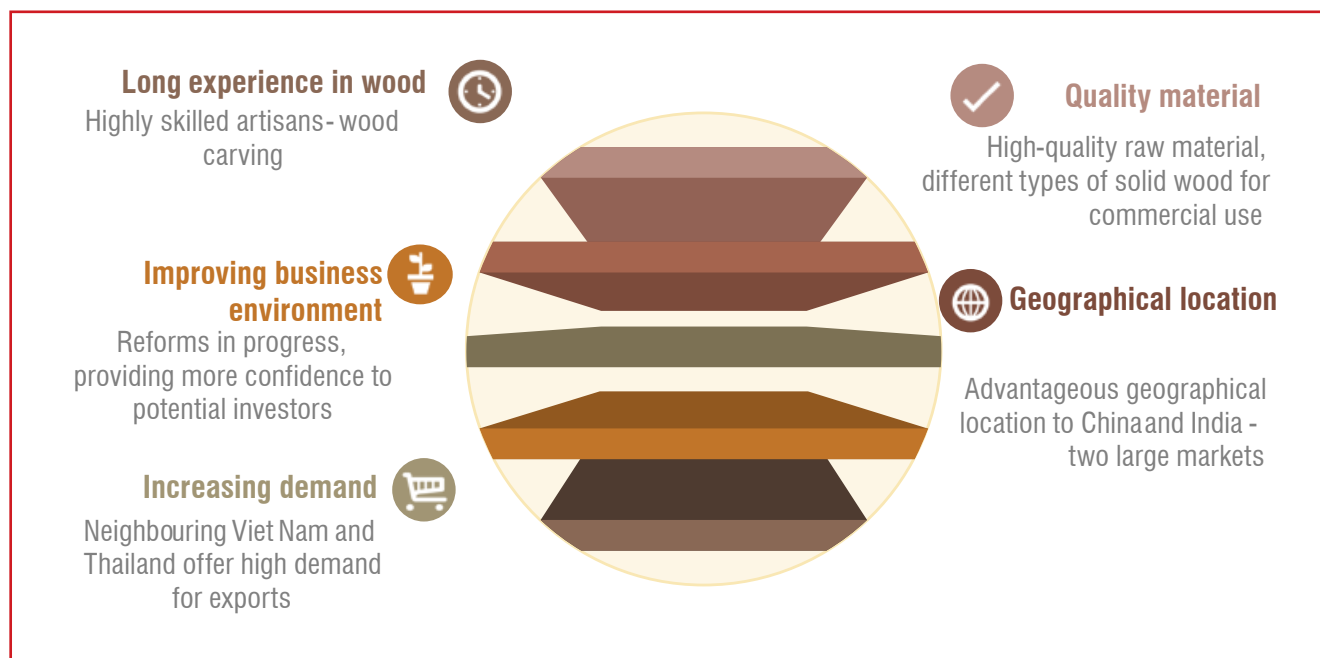 Long experience in wood
Highly skilled artisans- wood
carving
Improving business
environment
Reforms in progress,
providing more confidence to
potential investors
Increasing demand
Neighbouring Viet Nam and
Thailand offer high demand
for exports
Quality material
High-quality raw material,
different types of solid wood for
commercial use
Geographical location
Advantageous geographical
location to China and India -
two large markets